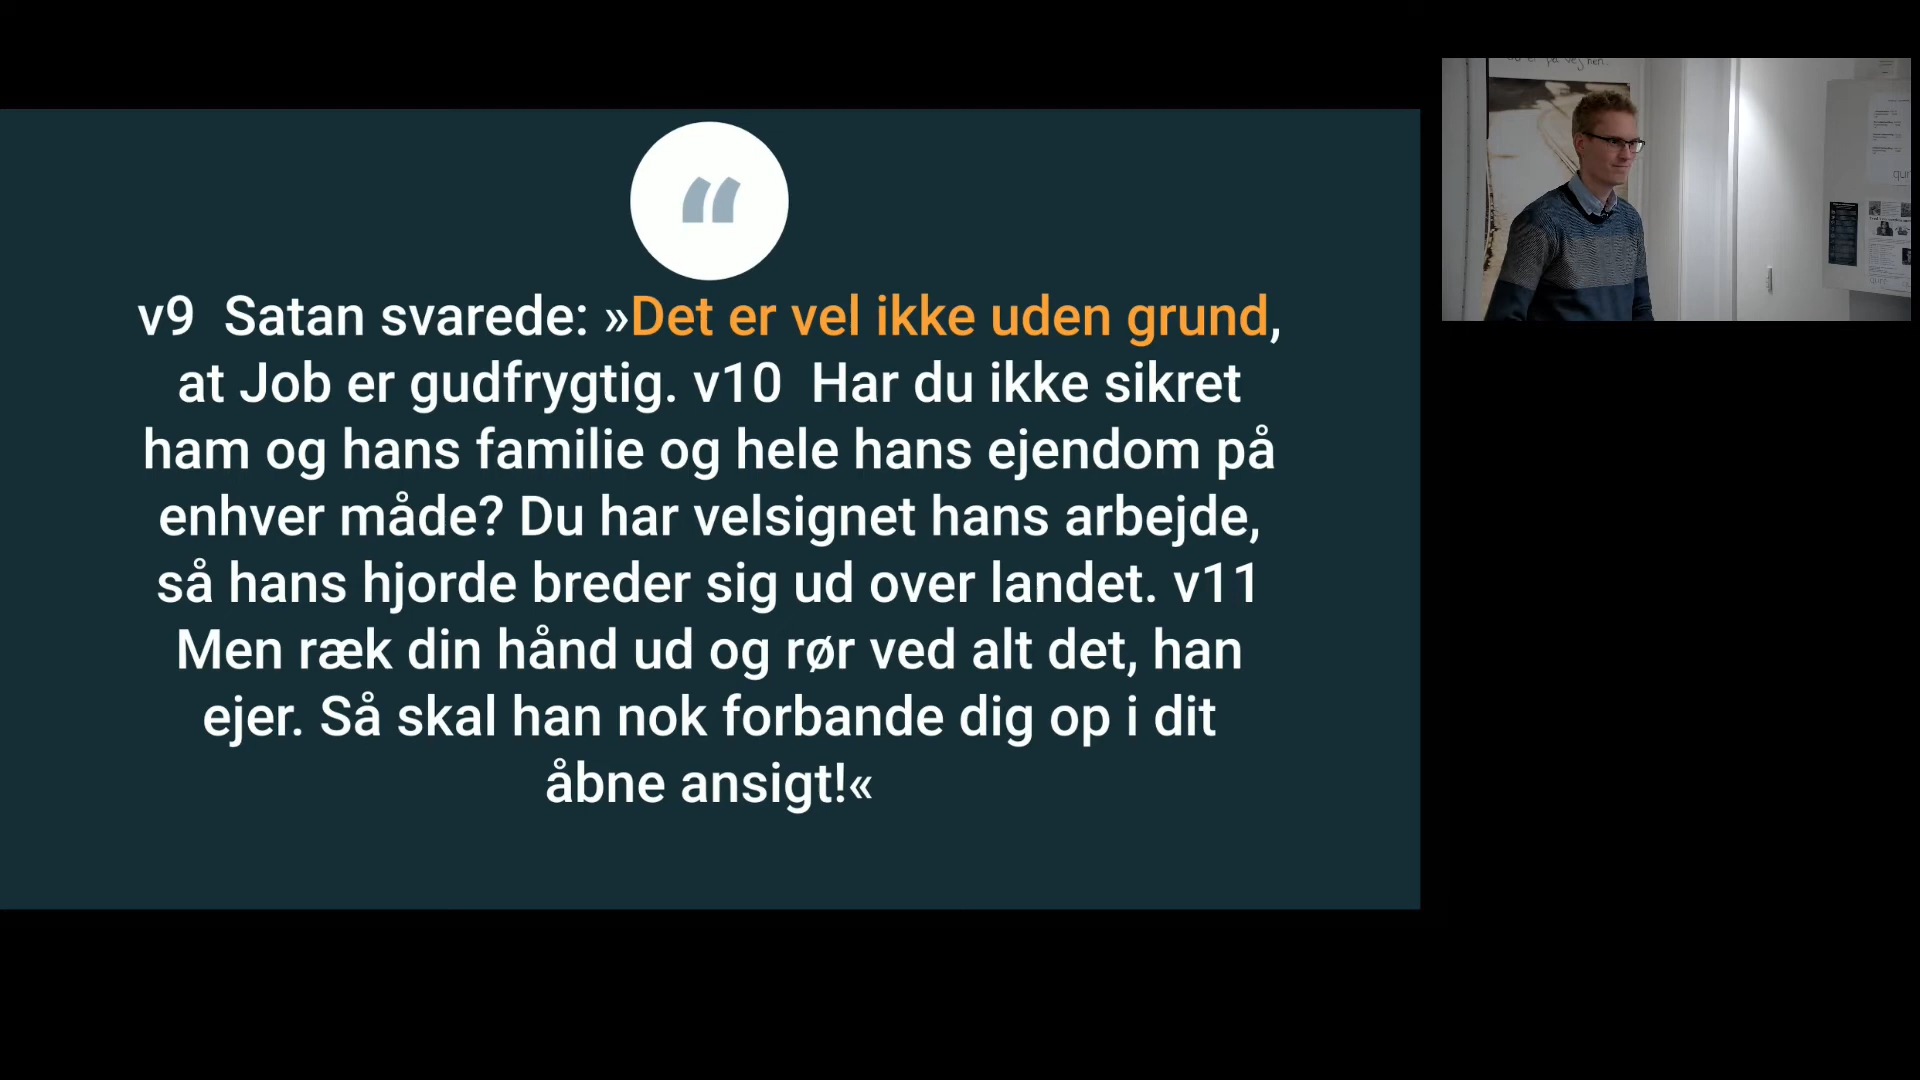 “
v9 Satan svarede: »Det er vel ikke uden grund,
at Job er gudfrygtig. v10 Har du ikke sikret
ham og hans familie og hele hans ejendom på
enhver måde? Du har velsignet hans arbejde,
så hans hjorde breder sig ud over landet. v11
Men ræk din hånd ud og rør ved alt det, han
ejer. Så skal han nok forbande dig op i dit
åbne ansigt!«